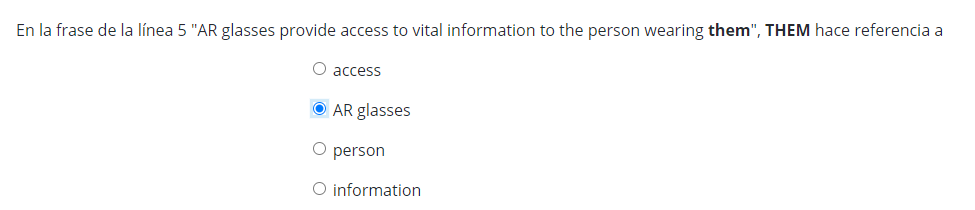 En la frase de la línea 5 "AR glasses provide access to vital information to the person wearing them", THEM hace referencia a
access
AR glasses
person
information